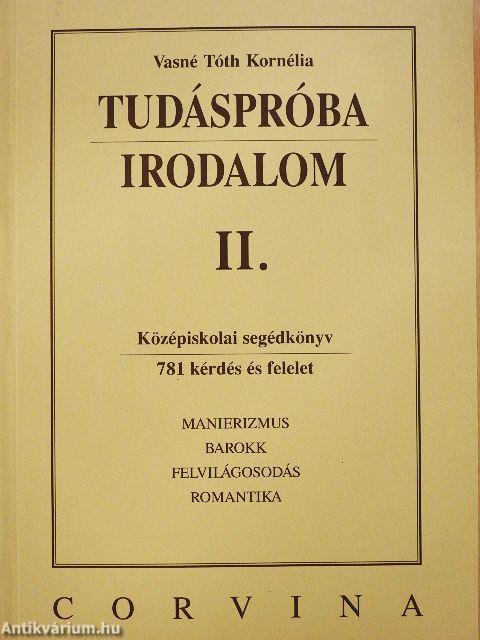 Vasné Tóth Kornélia
TUDÁSPRÓBA
IRODALOM
II.
Középiskolai segédkönyv
781 kérdés és felelet
MANIERIZMUS
BAROKK
FELVILÁGOSODÁS
ROMANTIKA
CORVINA
Antikvárium.hu